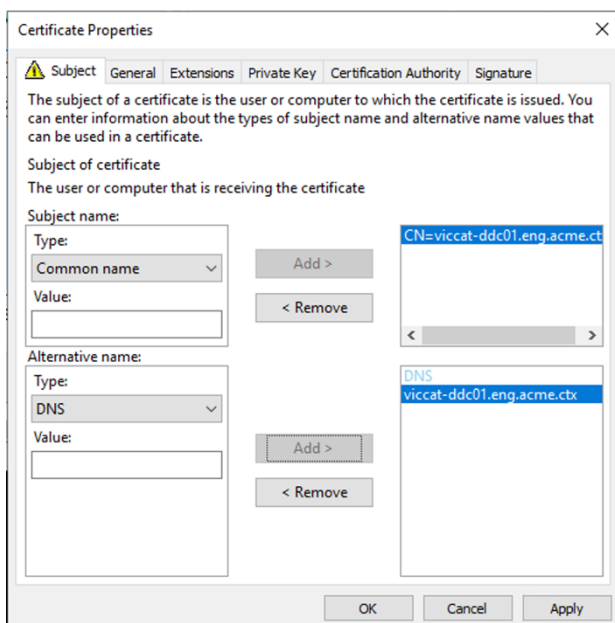 Certificate Properties
Subject General Extensions Private Key Certification Authority Signature
The subject of a certificate is the user or computer to which the certificate is issued. You
can enter information about the types of subject name and alternative name values that
can be used in a certificate.
Subject of certificate
The user or computer that is receiving the certificate
Subject name:
Type:
Common name
Value:
Add >
< Remove
CN=viccat-ddc01.eng.acme.ct
Alternative name:
Type:
DNS
Value:
Add >
< Remove
DNS
viccat-ddc01.eng.acme.ctx
OK Cancel Apply